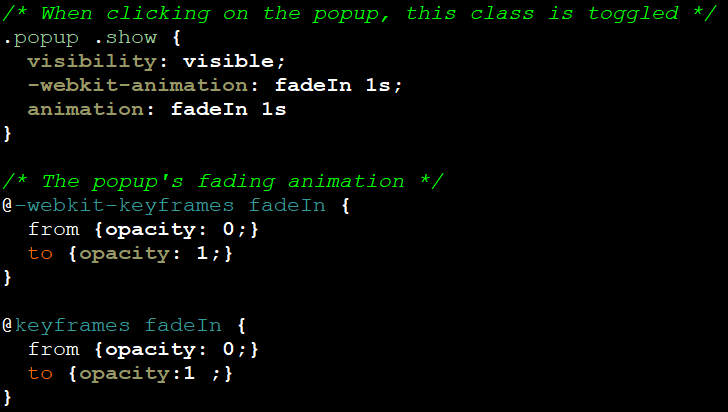 /* When clicking on the popup, this class is toggled */
.popup .show {
  visibility: visible;
  -webkit-animation: fadeIn 1s;
  animation: fadeIn 1s
}

/* The popup's fading animation */
@-webkit-keyframes fadeIn {
  from {opacity: 0;}
  to {opacity: 1;}
}

@keyframes fadeIn {
  from {opacity: 0;}
  to {opacity:1 ;}
}